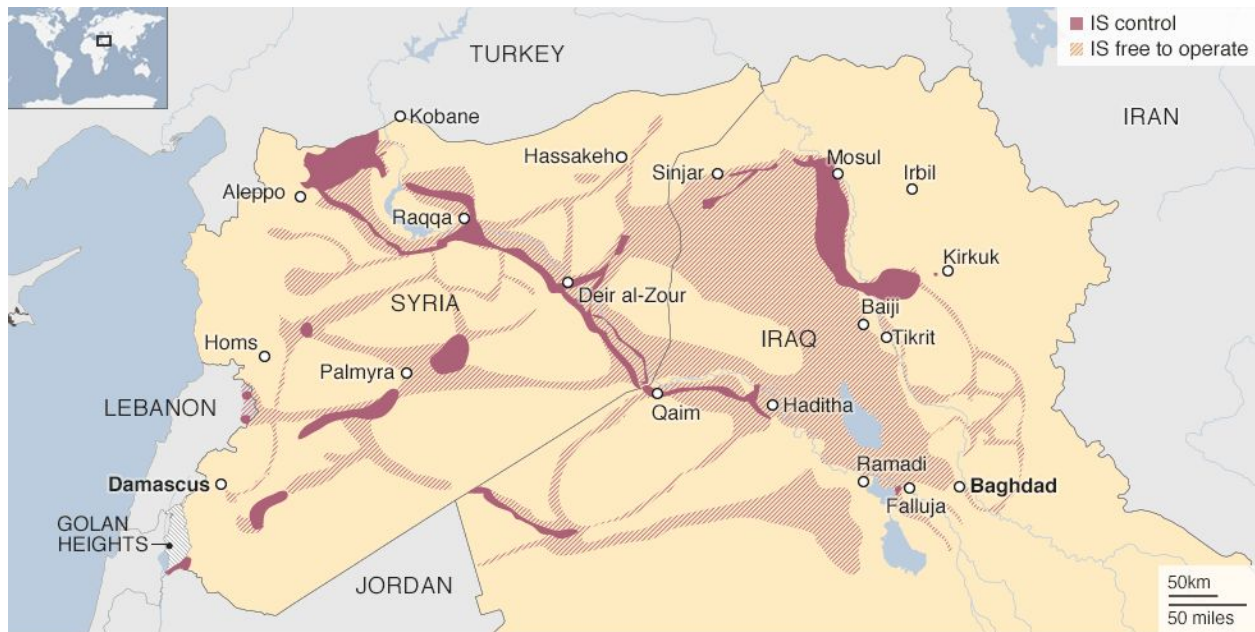 IS control
IS free to operate
TURKEY
IRAN
Kobane
Hassakeh
Sinjar
Mosul
Irbil
Aleppo
Raqqa
Kirkuk
Deir al-Zour
SYRIA
Baiji
IRAQ
Tikrit
Homs
Palmyra
LEBANON
Qaim
Haditha
Ramadi
Damascus
Baghdad
Falluja
GOLAN
HEIGHTS
JORDAN
50km
50 miles